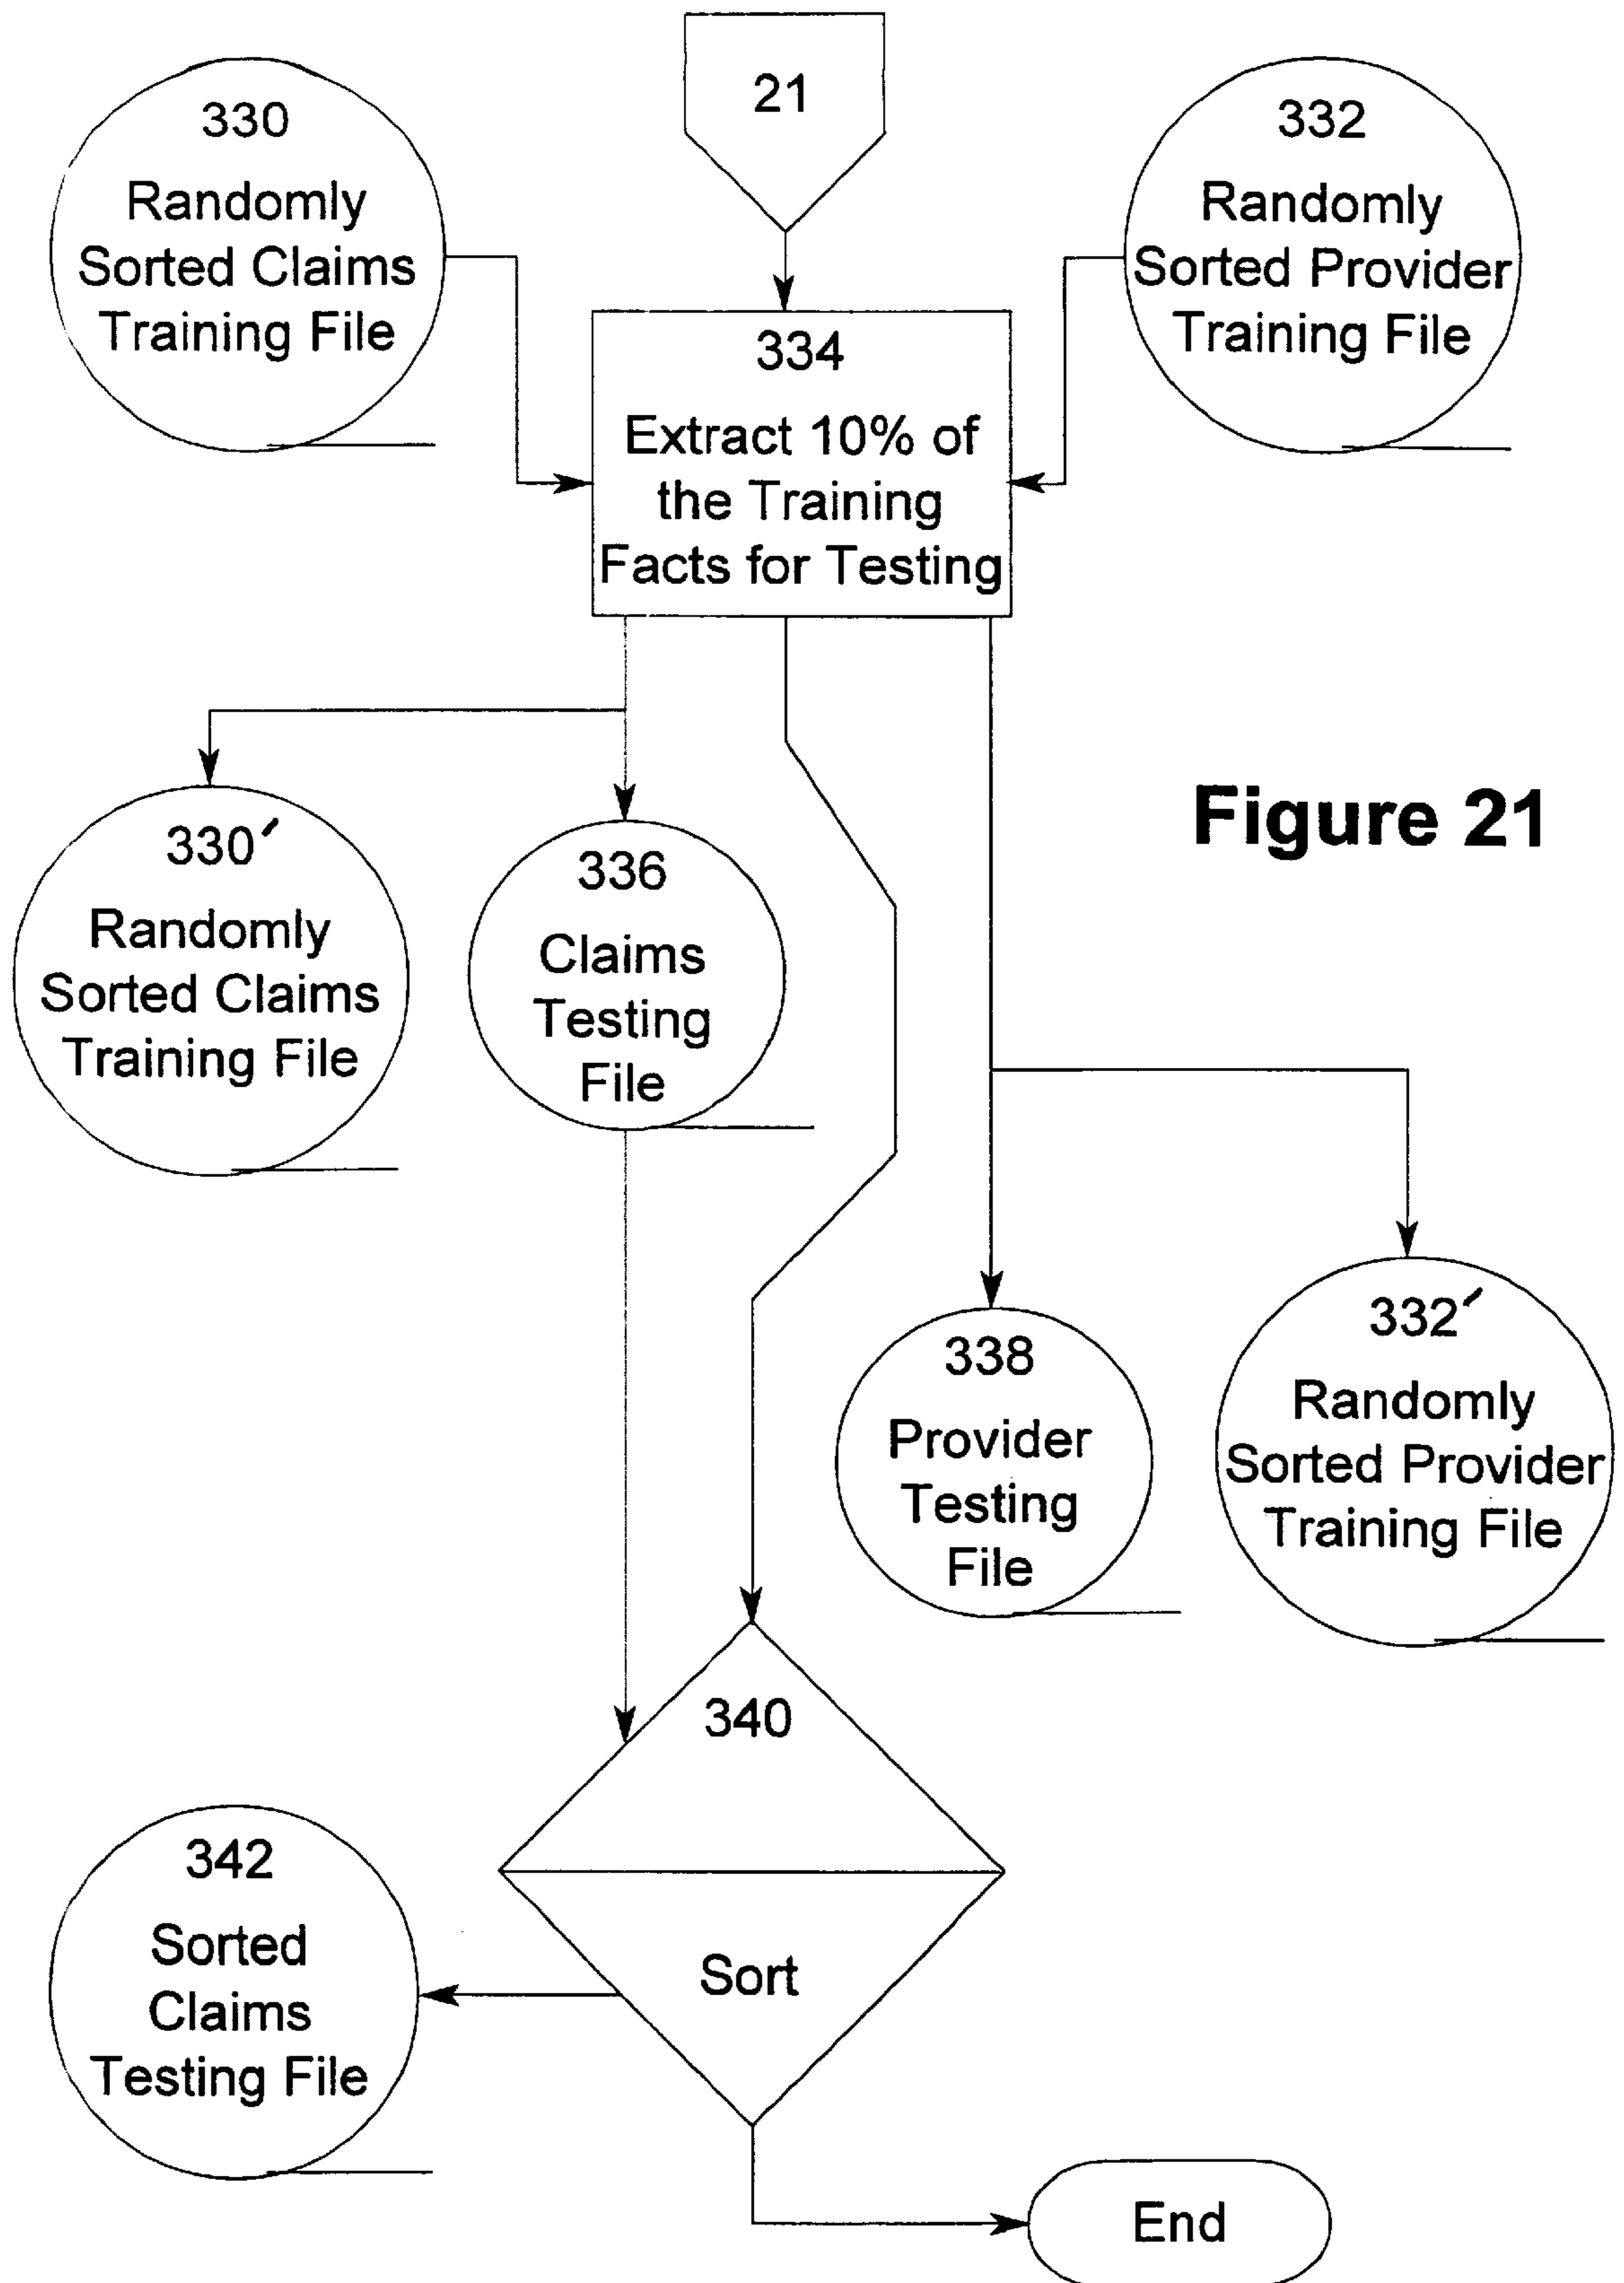 21
330
Randomly
Sorted Claims
Training File
332
Randomly
Sorted Provider
Training File
334
Extract 10% of
the Training
Facts for Testing
Figure 21
330′
Randomly
Sorted Claims
Training File
336
Claims
Testing
File
338
Provider
Testing
File
332′
Randomly
Sorted Provider
Training File
340
Sort
342
Sorted
Claims
Testing File
End